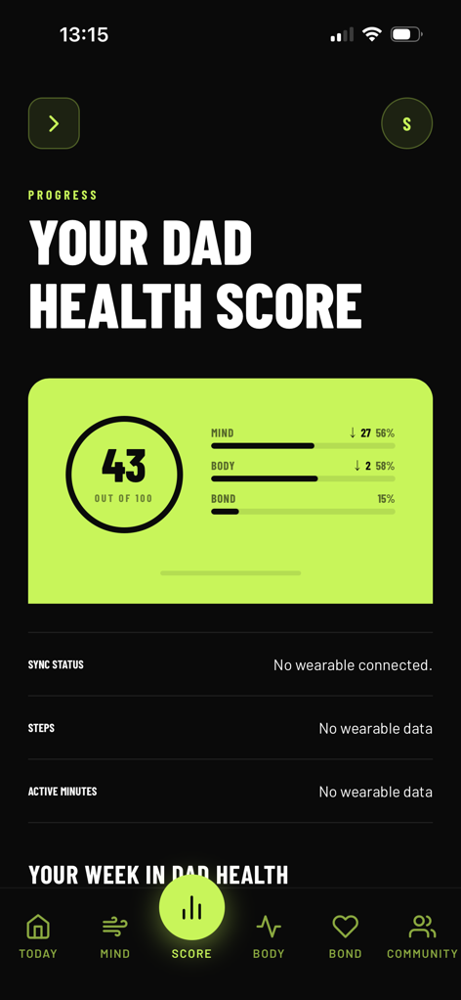 13:15
S
PROGRESS
YOUR DAD
HEALTH SCORE
43
OUT OF 100
MIND ↓ 27 56%
BODY ↓ 2 58%
BOND 15%
SYNC STATUS No wearable connected.
STEPS No wearable data
ACTIVE MINUTES No wearable data
YOUR WEEK IN DAD HEALTH
TODAY MIND SCORE BODY BOND COMMUNITY